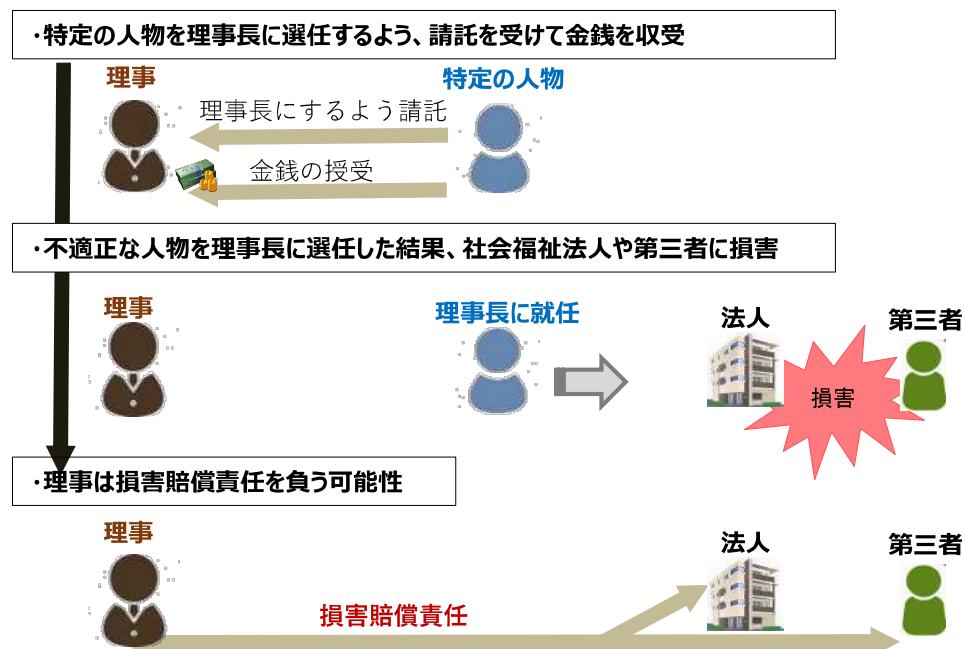 ・特定の人物を理事長に選任するよう、請託を受けて金銭を収受
理事
特定の人物
理事長にするよう請託
金銭の授受
・不適正な人物を理事長に選任した結果、社会福祉法人や第三者に損害
理事
理事長に就任
法人
第三者
損害
・理事は損害賠償責任を負う可能性
理事
法人
第三者
損害賠償責任